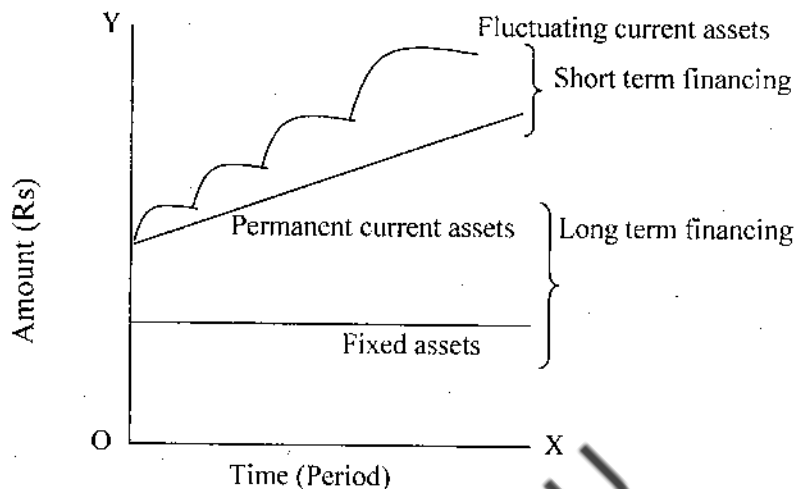 Y
Fluctuating current assets
Short term financing
Amount (Rs)
Permanent current assets
Long term financing
Fixed assets
O
X
Time (Period)